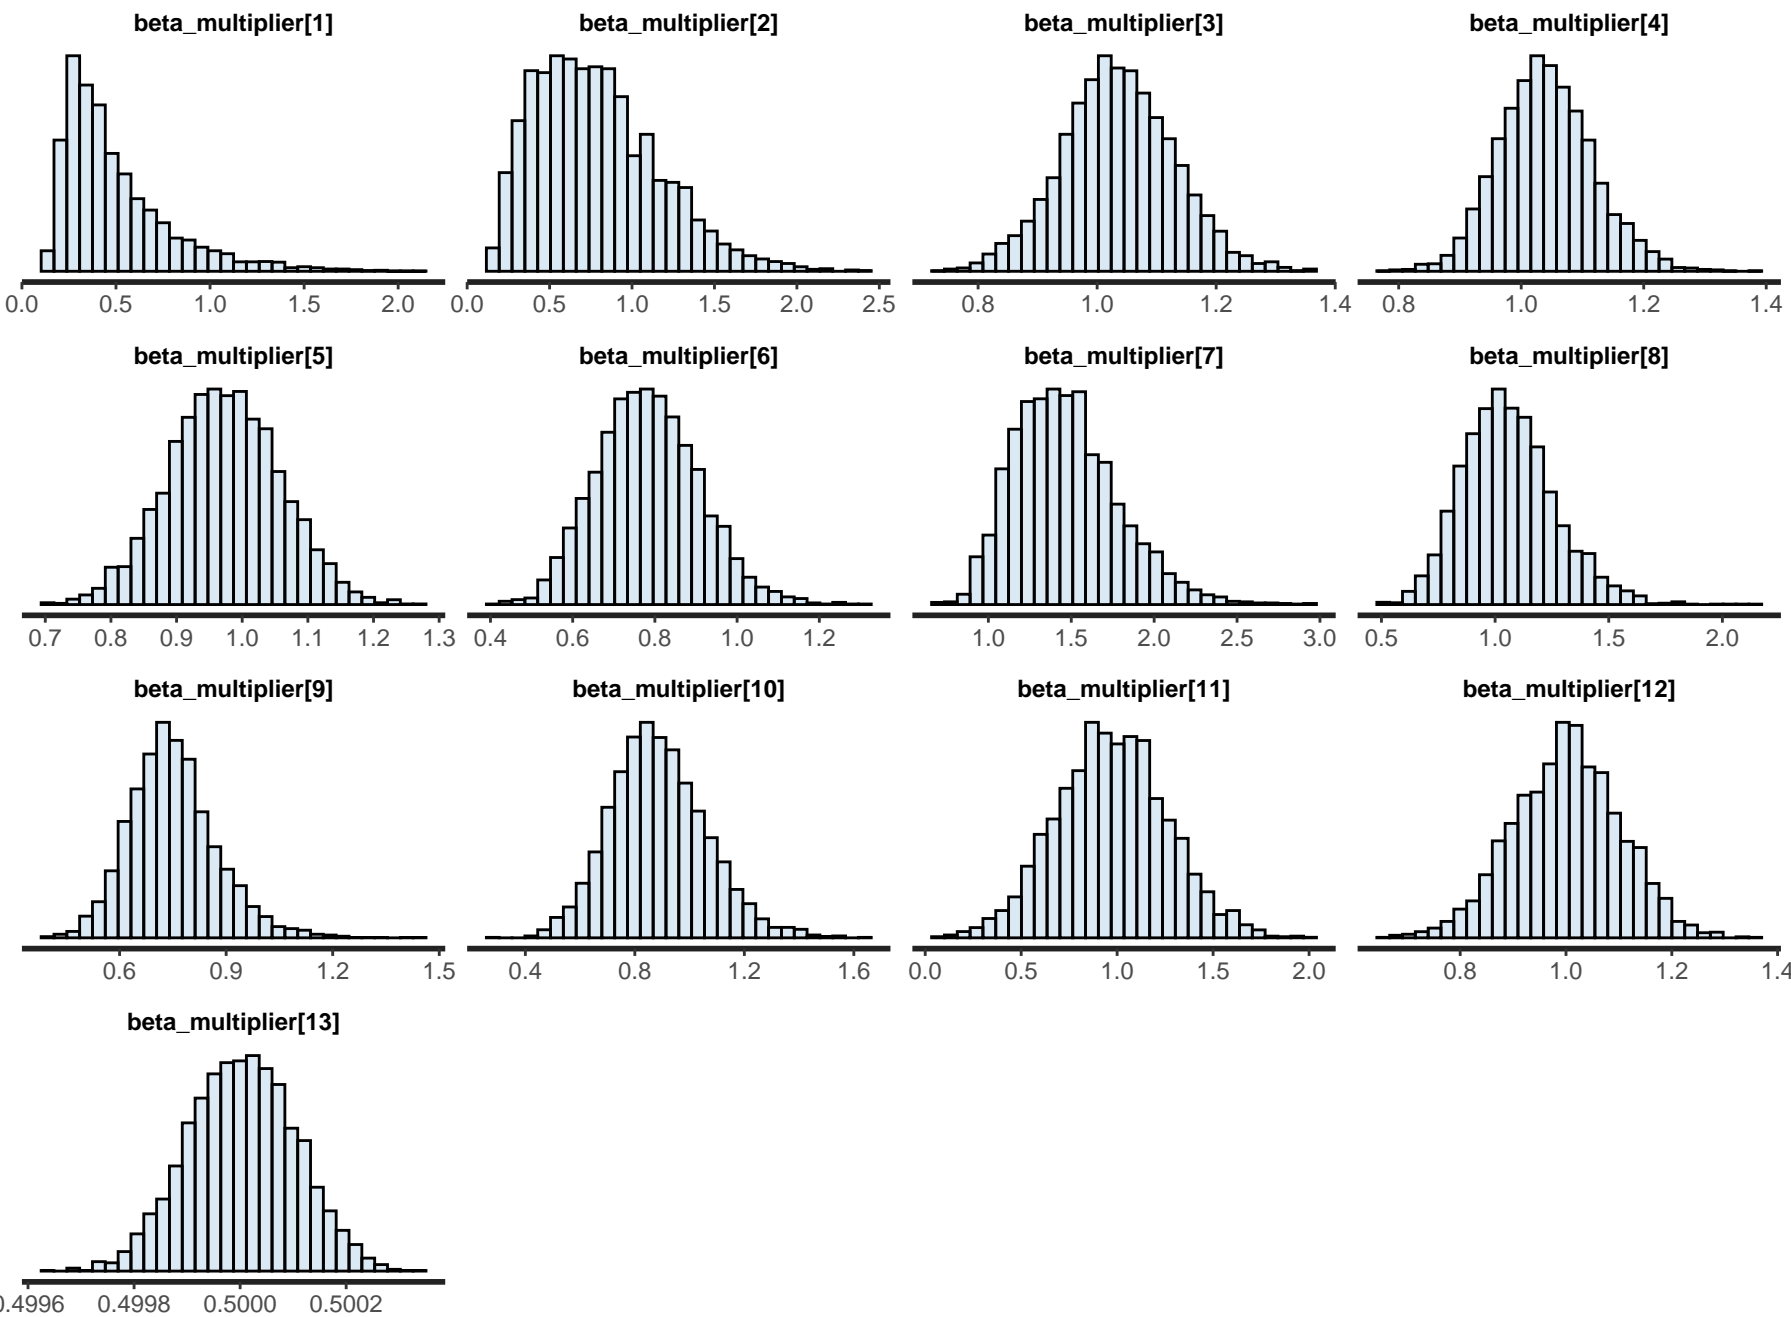 beta_multiplier[1] beta_multiplier[2] beta_multiplier[3] beta_multiplier[4]
0.0 0.5 1.0 1.5 2.0 0.0 0.5 1.0 1.5 2.0 2.5 0.8 1.0 1.2 1.4 0.8 1.0 1.2 1.4
beta_multiplier[5] beta_multiplier[6] beta_multiplier[7] beta_multiplier[8]
0.7 0.8 0.9 1.0 1.1 1.2 1.3 0.4 0.6 0.8 1.0 1.2 1.0 1.5 2.0 2.5 3.0 0.5 1.0 1.5 2.0
beta_multiplier[9] beta_multiplier[10] beta_multiplier[11] beta_multiplier[12]
0.6 0.9 1.2 1.5 0.4 0.8 1.2 1.6 0.0 0.5 1.0 1.5 2.0 0.8 1.0 1.2 1.4
beta_multiplier[13]
0.4996 0.4998 0.5000 0.5002